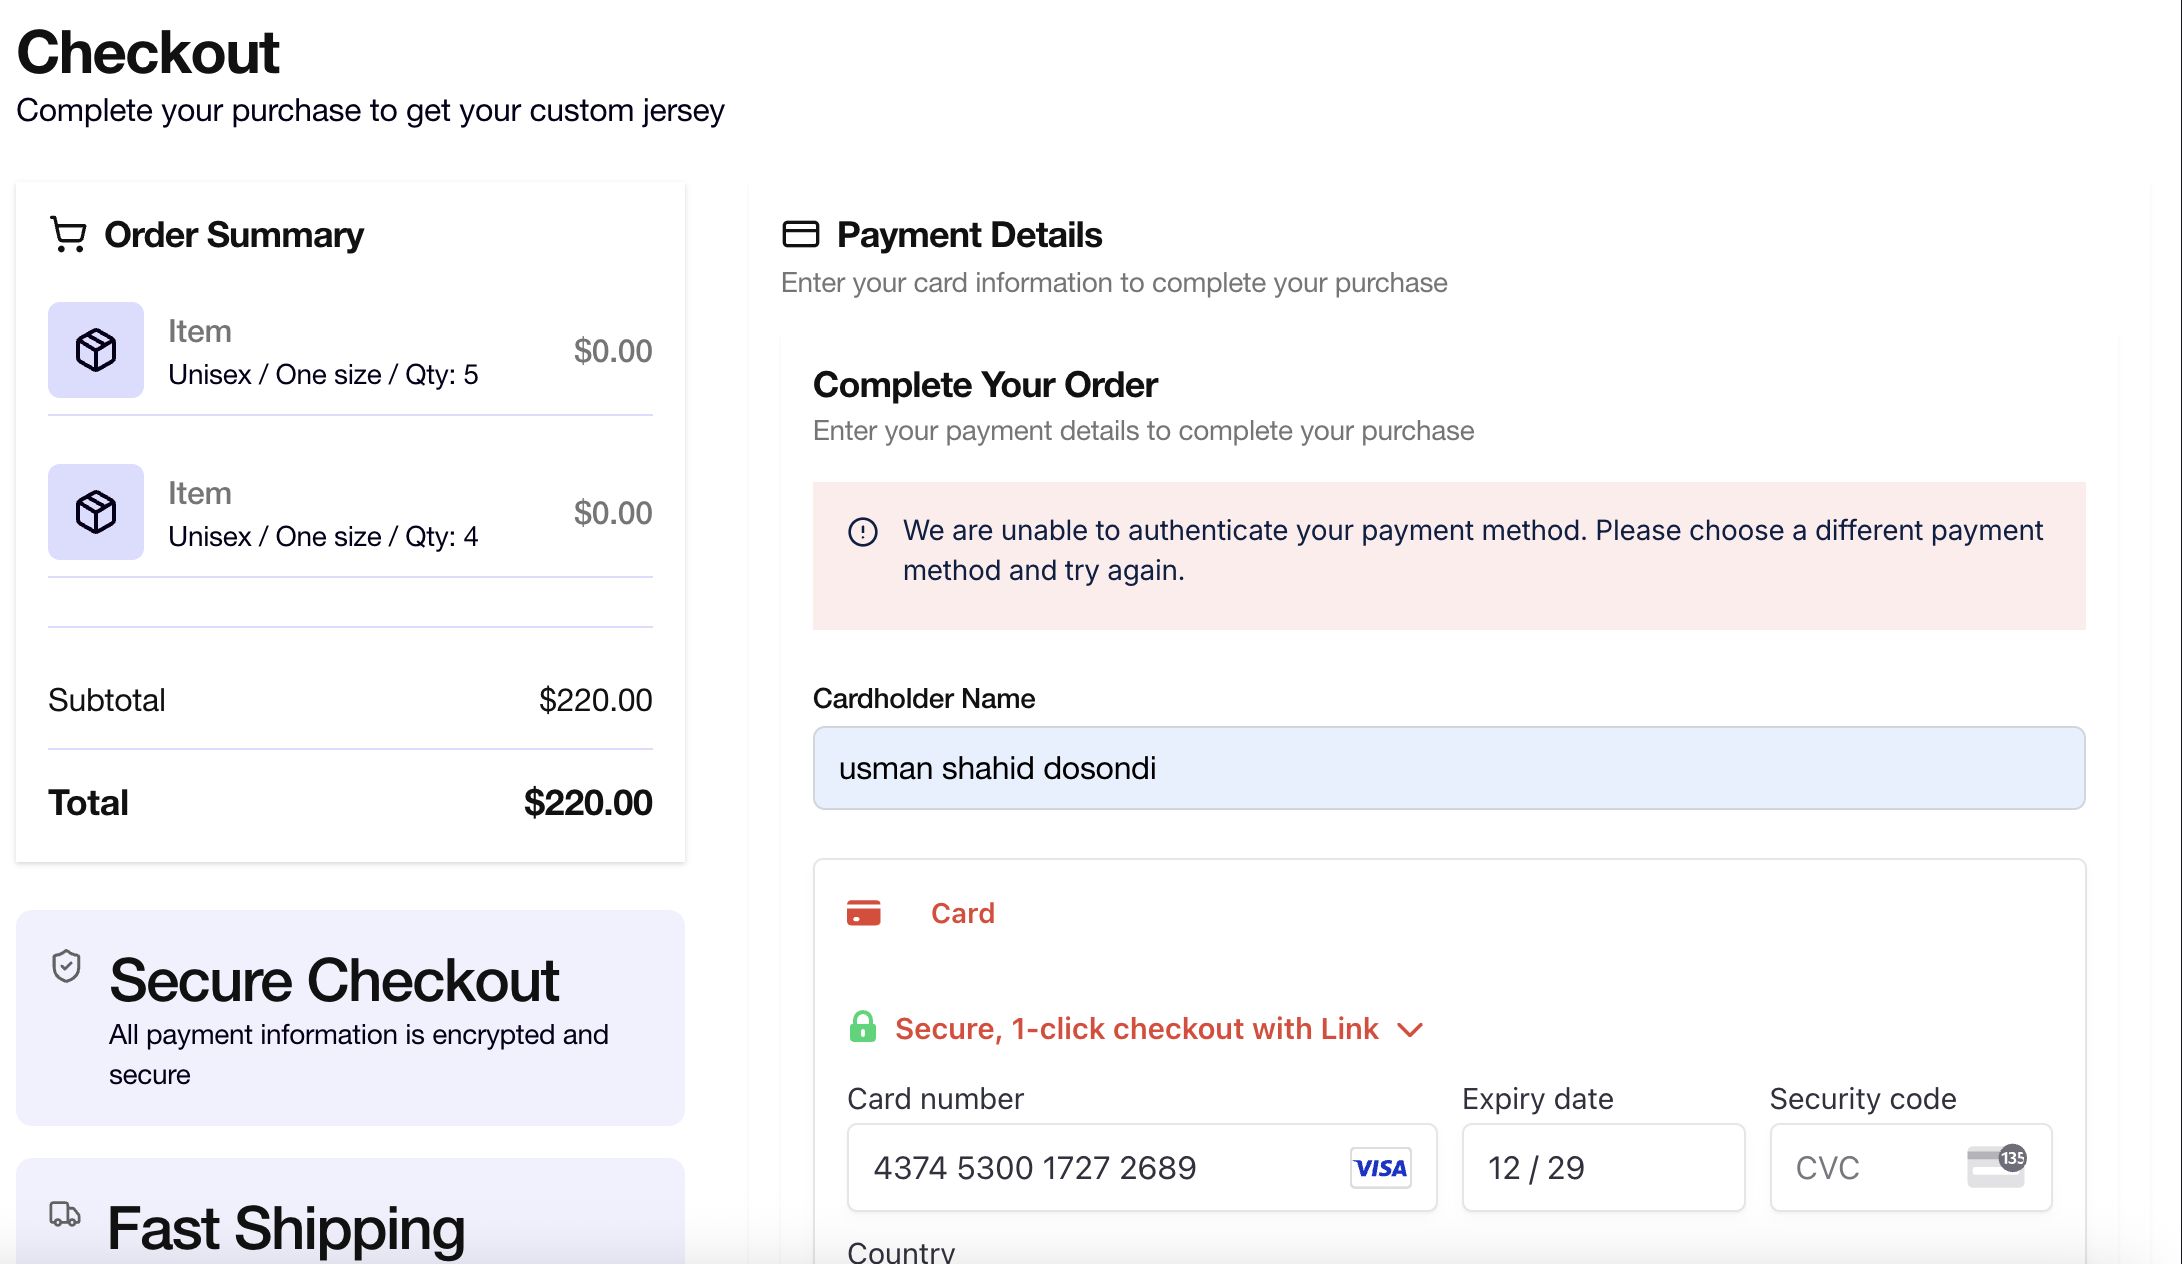 Checkout
Complete your purchase to get your custom jersey
Order Summary
Item
Unisex / One size / Qty: 5
$0.00
Item
Unisex / One size / Qty: 4
$0.00
Subtotal
$220.00
Total
$220.00
Secure Checkout
All payment information is encrypted and
secure
Fast Shipping
Payment Details
Enter your card information to complete your purchase
Complete Your Order
Enter your payment details to complete your purchase
We are unable to authenticate your payment method. Please choose a different payment
method and try again.
Cardholder Name
usman shahid dosondi
Card
Secure, 1-click checkout with Link
Card number
Expiry date
Security code
4374 5300 1727 2689
VISA
12 / 29
CVC
135
Country